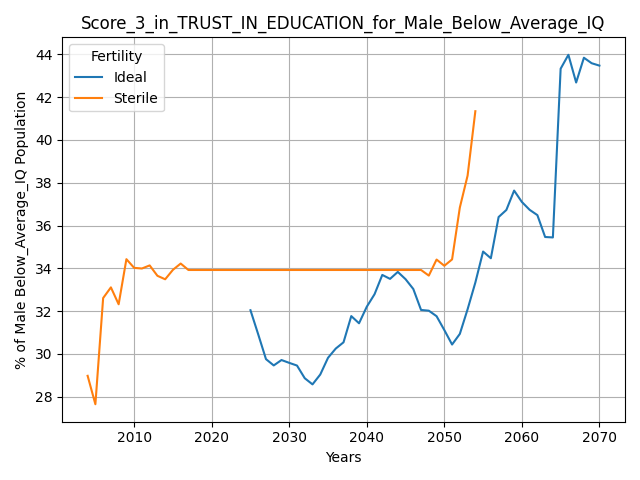 Score_3_in_TRUST_IN_EDUCATION_for_Male_Below_Average_IQ
Fertility
Ideal
Sterile
% of Male Below_Average_IQ Population
44
42
40
38
36
34
32
30
28
2010
2020
2030
2040
2050
2060
2070
Years